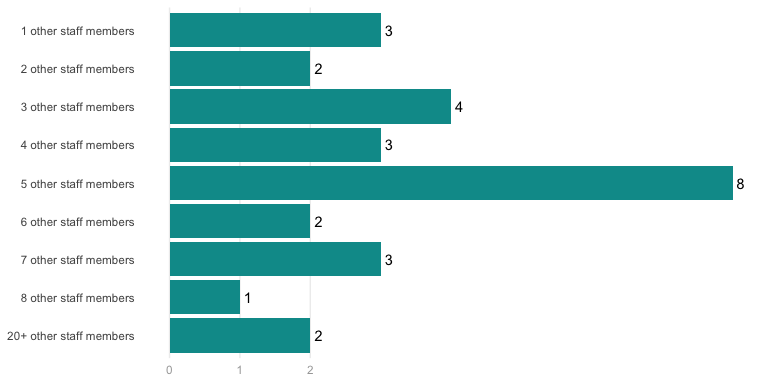 1 other staff members 3
2 other staff members 2
3 other staff members 4
4 other staff members 3
5 other staff members 8
6 other staff members 2
7 other staff members 3
8 other staff members 1
20+ other staff members 2
0 1 2